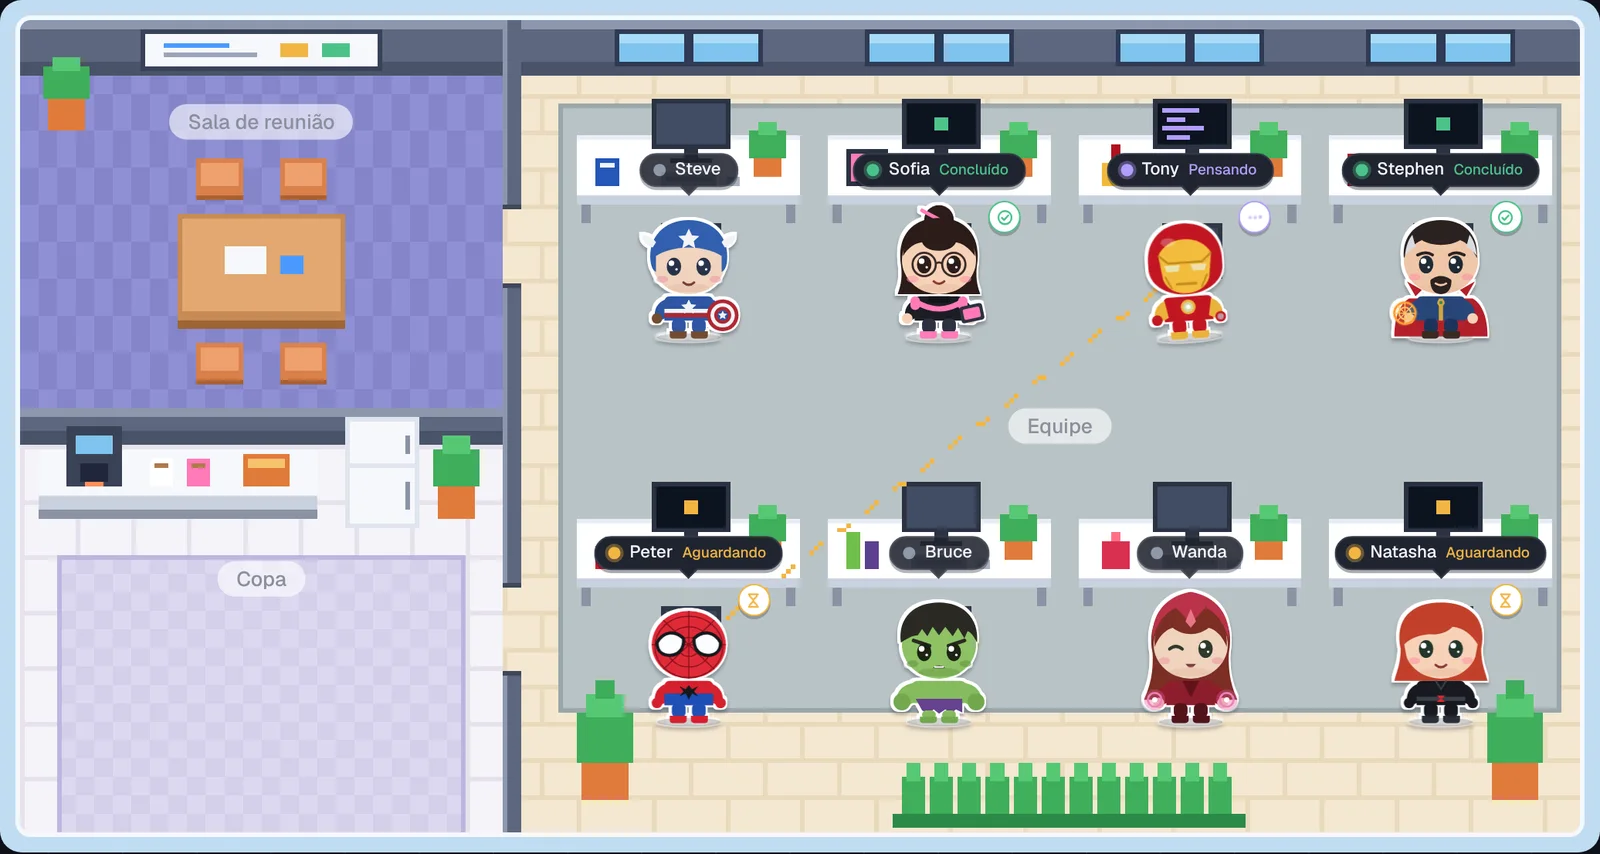 Sala de reunião
Steve
Sofia Concluído
Tony Pensando
Stephen Concluído
Equipe
Peter Aguardando
Bruce
Wanda
Natasha Aguardando
Copa